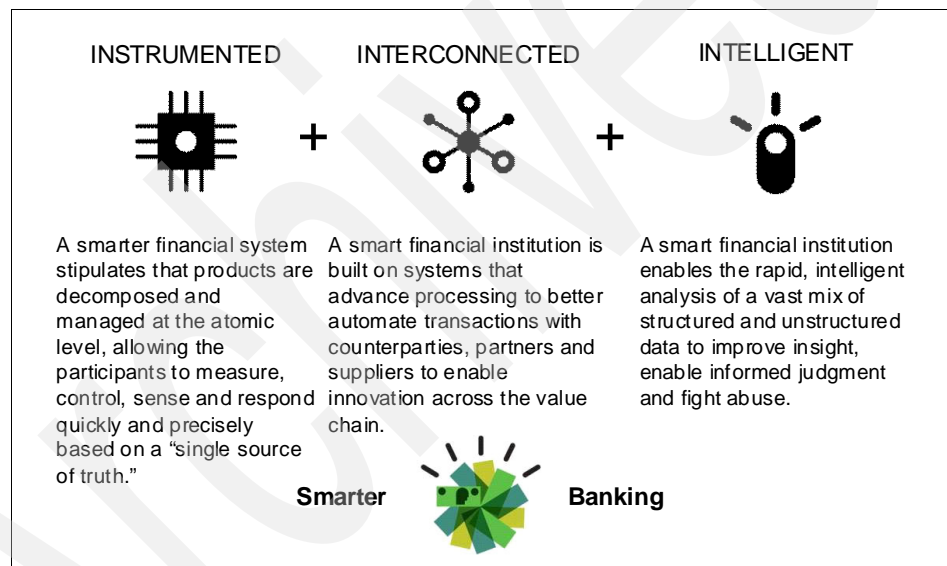 INSTRUMENTED
+
INTERCONNECTED
+
INTELLIGENT
A smarter financial system
stipulates that products are
decomposed and
managed at the atomic
level, allowing the
participants to measure,
control, sense and respond
quickly and precisely
based on a “single source
of truth.”
A smart financial institution is
built on systems that
advance processing to better
automate transactions with
counterparties, partners and
suppliers to enable
innovation across the value
chain.
A smart financial institution
enables the rapid, intelligent
analysis of a vast mix of
structured and unstructured
data to improve insight,
enable informed judgment
and fight abuse.
Smarter Banking